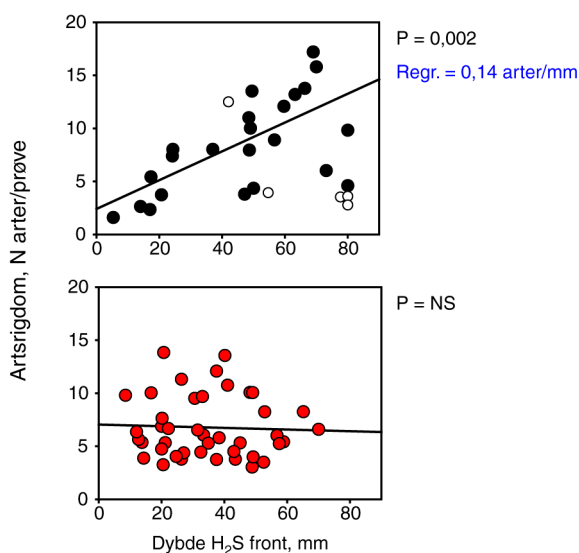 20
15
10
5
0
0 20 40 60 80
P = 0,002
Regr. = 0,14 arter/mm
Artsrigdom, N arter/prøve
20
15
10
5
0
0 20 40 60 80
P = NS
Dybde H₂S front, mm